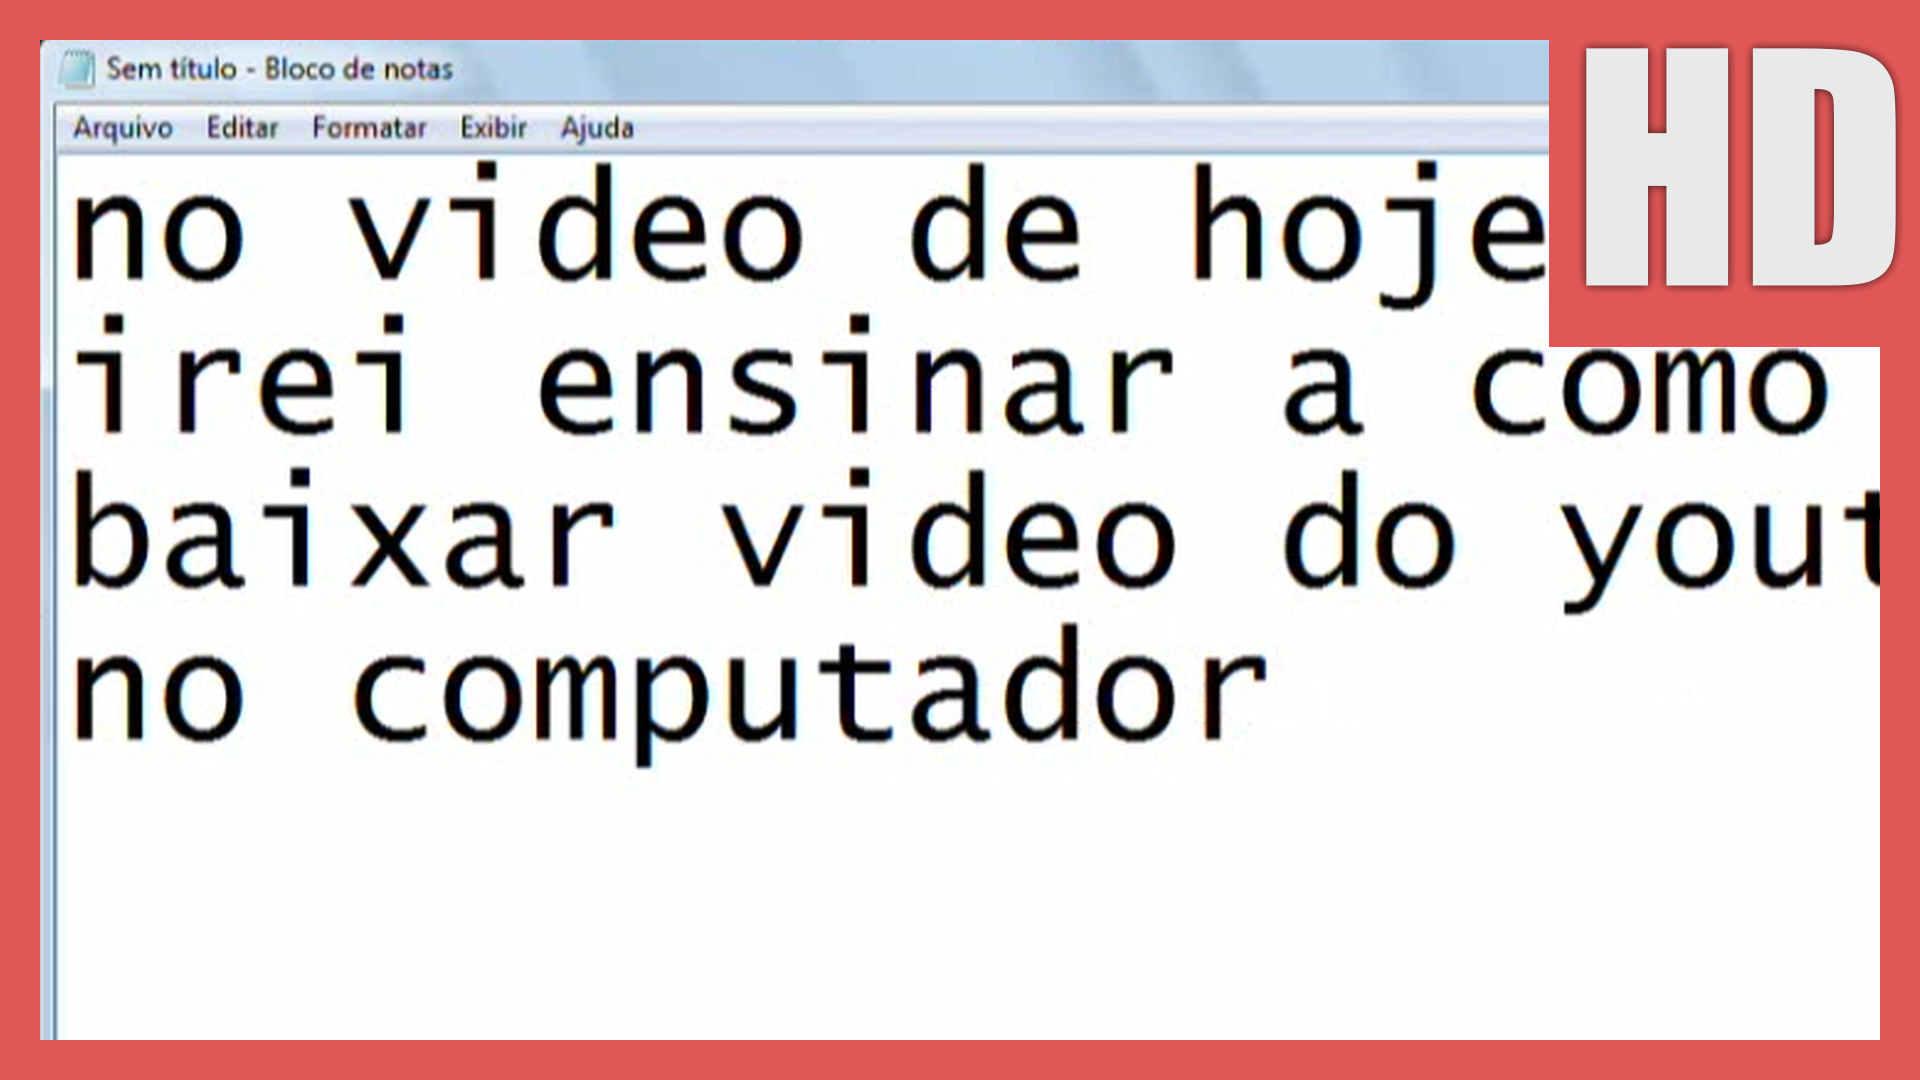 Sem título - Bloco de notas
HD
Arquivo Editar Formatar Exibir Ajuda
no video de hoje
irei ensinar a como
baixar video do yout
no computador